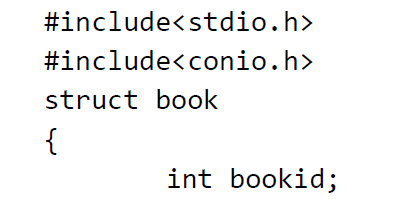 #include<stdio.h>
#include<conio.h>
struct book
{
int bookid;